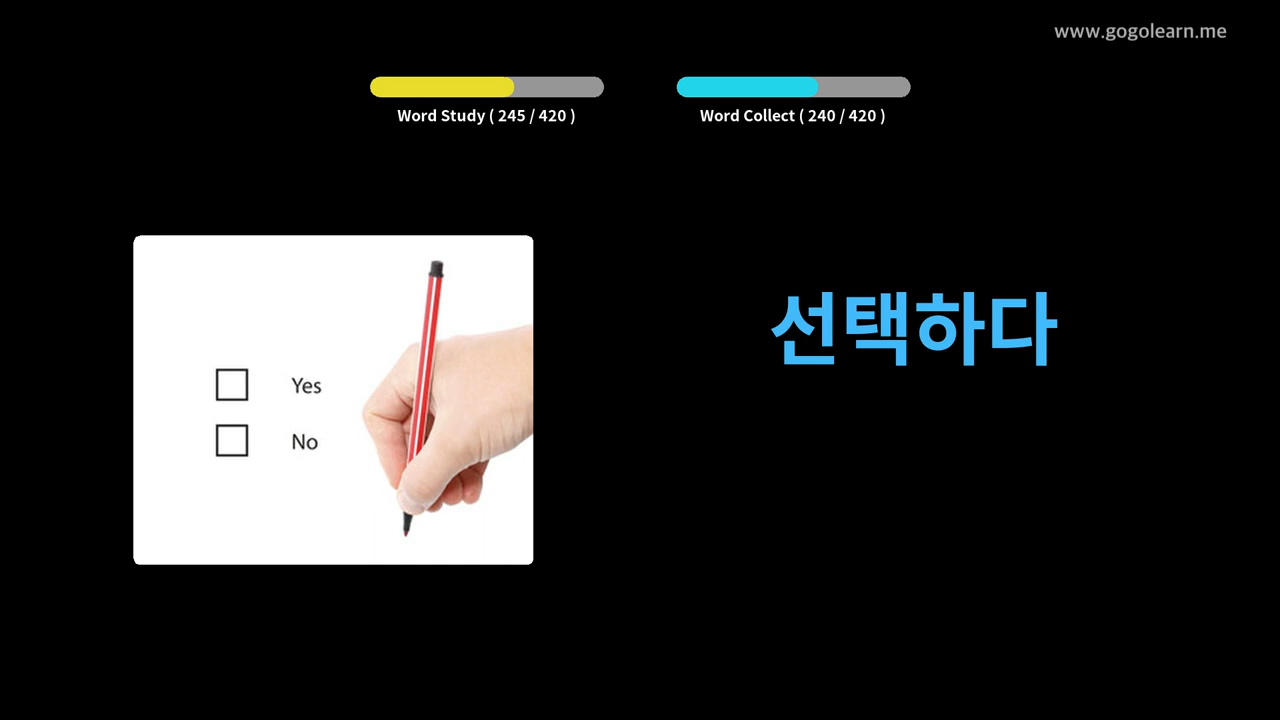 www.gogolearn.me
Word Study ( 245 / 420 )
Word Collect ( 240 / 420 )
선택하다
Yes
No